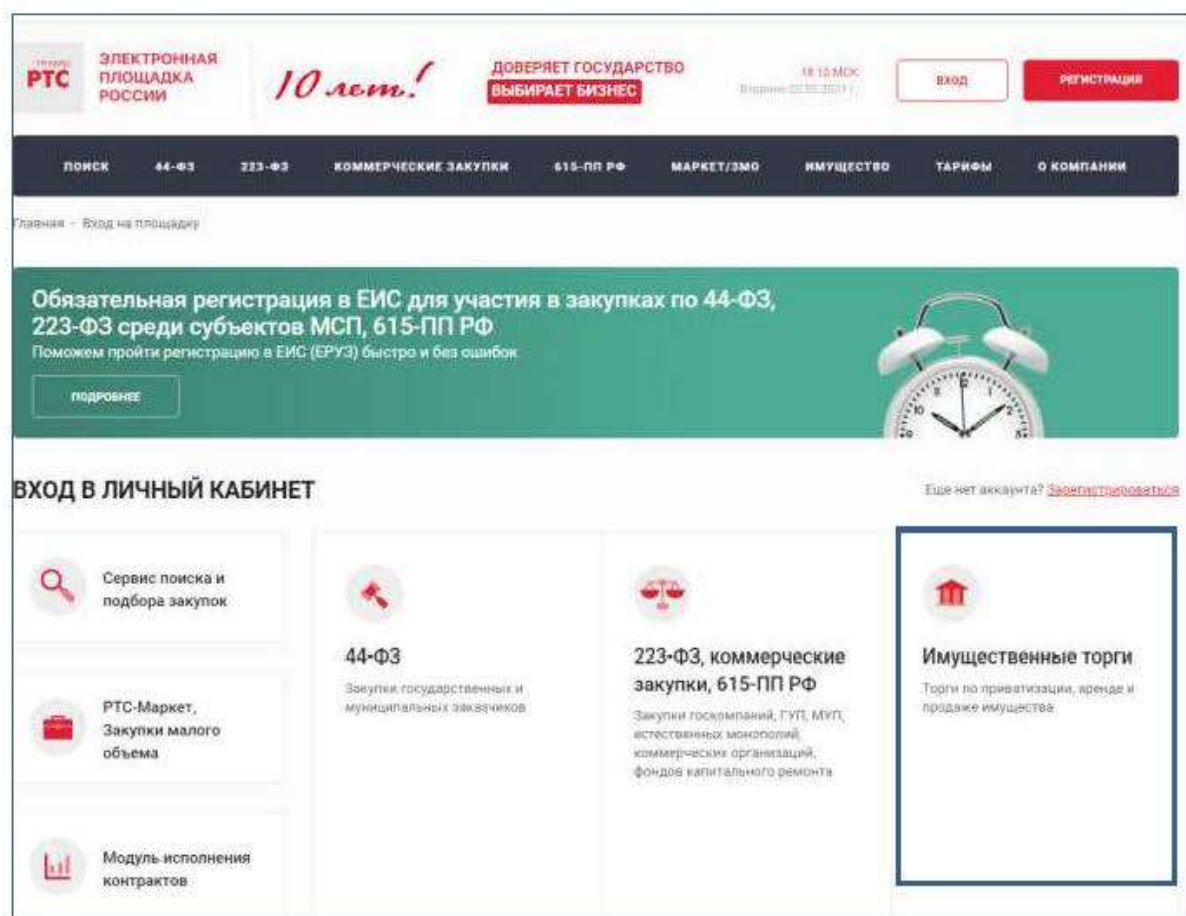 РТС
ЭЛЕКТРОННАЯ
ПЛОЩАДКА
РОССИИ
10 лет!
ДОВЕРЯЕТ ГОСУДАРСТВО
ВЫБИРАЕТ БИЗНЕС
18:10 МСК
ВХОД
РЕГИСТРАЦИЯ
ПОИСК 44-ФЗ 223-ФЗ КОММЕРЧЕСКИЕ ЗАКУПКИ 615-ПП РФ МАРКЕТ/ЗМО ИМУЩЕСТВО ТАРИФЫ О КОМПАНИИ
Главная - Вход на площадку
Обязательная регистрация в ЕИС для участия в закупках по 44-ФЗ,
223-ФЗ среди субъектов МСП, 615-ПП РФ
Поможем пройти регистрацию в ЕИС (ЕРУЗ) быстро и без ошибок
ПОДРОБНЕЕ
ВХОД В ЛИЧНЫЙ КАБИНЕТ
Еще нет аккаунта? Зарегистрироваться
Сервис поиска и
подбора закупок
РТС-Маркет,
Закупки малого
объема
Модуль исполнения
контрактов
44-ФЗ
Закупки государственных и
муниципальных заказчиков
223-ФЗ, коммерческие
закупки, 615-ПП РФ
Закупки госкомпаний, ГУП, МУП,
естественных монополий,
коммерческих организаций,
фондов капитального ремонта
Имущественные торги
Торги по приватизации, аренде и
продаже имущества